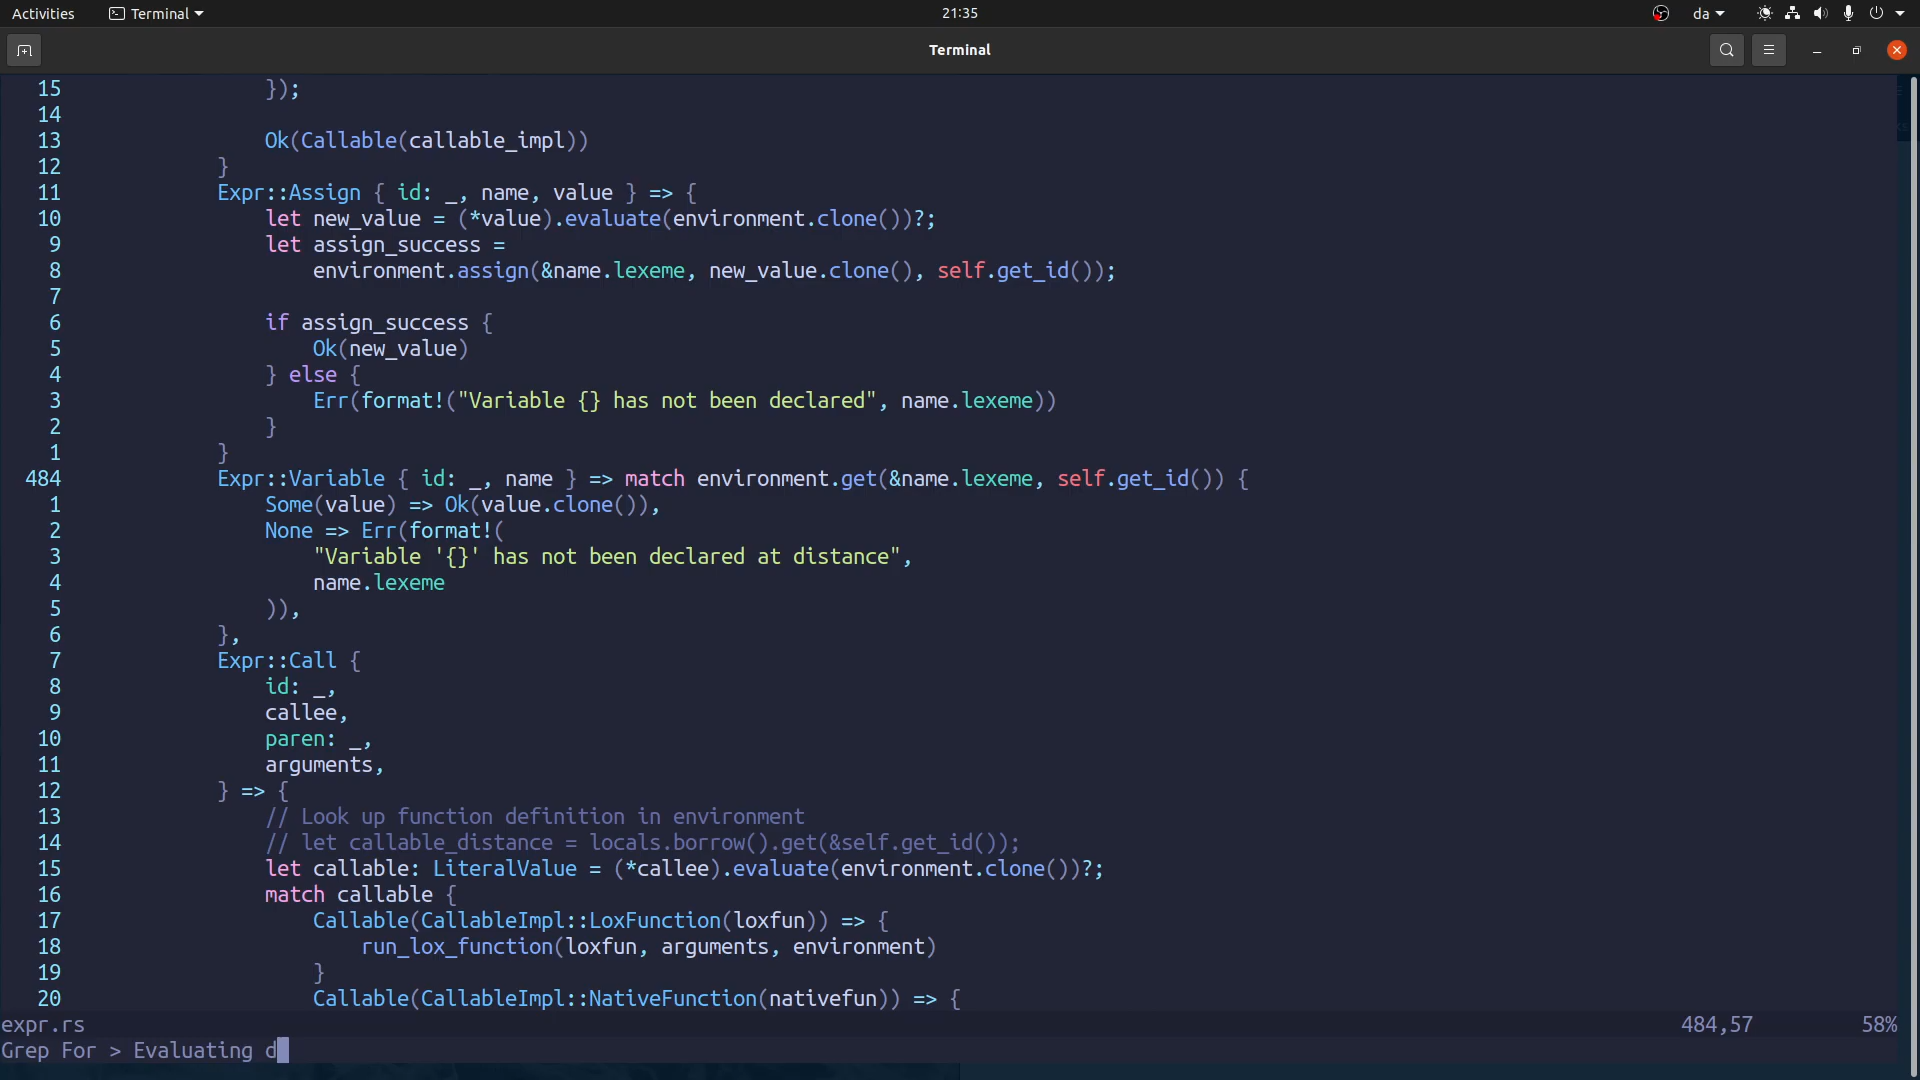 Activities Terminal 21:35 da
Terminal
15 });
14
13 Ok(Callable(callable_impl))
12 }
11 Expr::Assign { id: _, name, value } => {
10 let new_value = (*value).evaluate(environment.clone())?;
9 let assign_success =
8 environment.assign(&name.lexeme, new_value.clone(), self.get_id());
7
6 if assign_success {
5 Ok(new_value)
4 } else {
3 Err(format!("Variable {} has not been declared", name.lexeme))
2 }
1 }
484 Expr::Variable { id: _, name } => match environment.get(&name.lexeme, self.get_id()) {
1 Some(value) => Ok(value.clone()),
2 None => Err(format!(
3 "Variable '{}' has not been declared at distance",
4 name.lexeme
5 )),
6 },
7 Expr::Call {
8 id: _,
9 callee,
10 paren: _,
11 arguments,
12 } => {
13 // Look up function definition in environment
14 // let callable_distance = locals.borrow().get(&self.get_id());
15 let callable: LiteralValue = (*callee).evaluate(environment.clone())?;
16 match callable {
17 Callable(CallableImpl::LoxFunction(loxfun)) => {
18 run_lox_function(loxfun, arguments, environment)
19 }
20 Callable(CallableImpl::NativeFunction(nativefun)) => {
expr.rs 484,57 58%
Grep For > Evaluating d